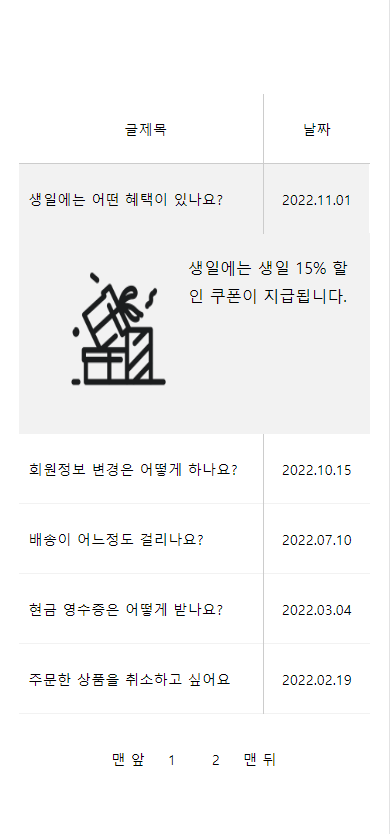 글제목 날짜
생일에는 어떤 혜택이 있나요? 2022.11.01
생일에는 생일 15% 할
인 쿠폰이 지급됩니다.
회원정보 변경은 어떻게 하나요? 2022.10.15
배송이 어느정도 걸리나요? 2022.07.10
현금 영수증은 어떻게 받나요? 2022.03.04
주문한 상품을 취소하고 싶어요 2022.02.19
맨 앞 1 2 맨 뒤